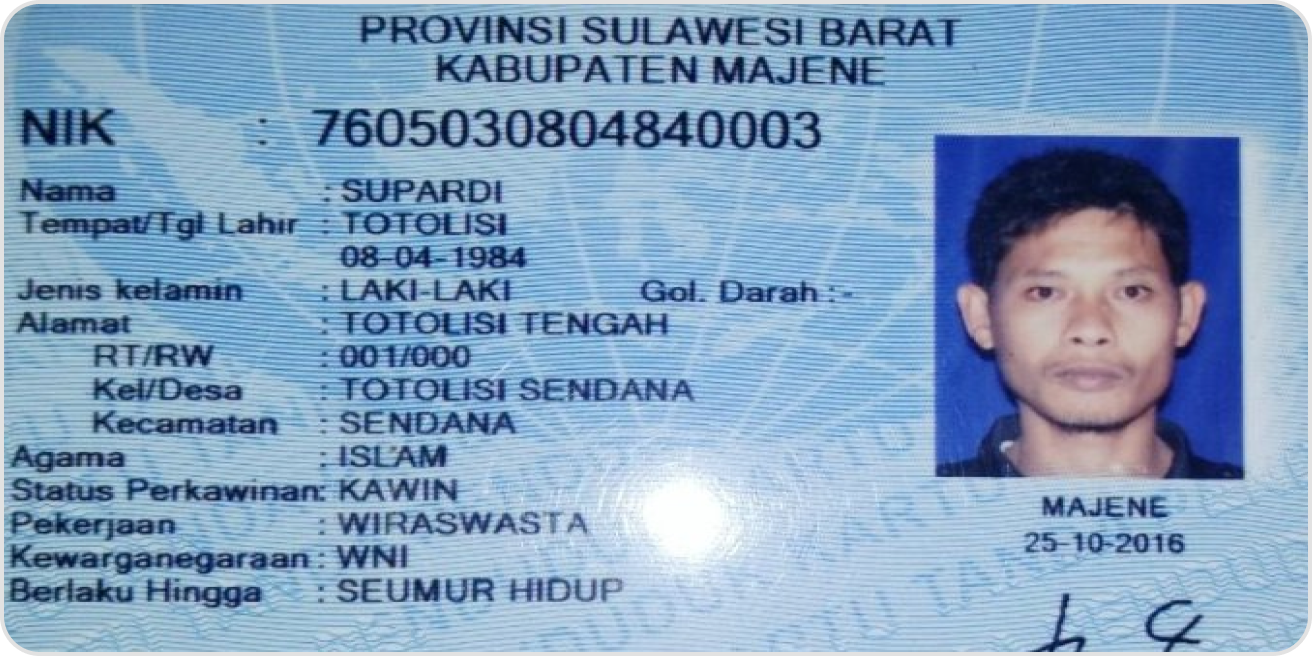 PROVINSI SULAWESI BARAT
KABUPATEN MAJENE
NIK : 7605030804840003
Nama : SUPARDI
Tempat/Tgl Lahir : TOTOLISI
08-04-1984
Jenis kelamin : LAKI-LAKI Gol. Darah : -
Alamat : TOTOLISI TENGAH
RT/RW : 001/000
Kel/Desa : TOTOLISI SENDANA
Kecamatan : SENDANA
Agama : ISLAM
Status Perkawinan: KAWIN
Pekerjaan : WIRASWASTA
Kewarganegaraan : WNI
Berlaku Hingga : SEUMUR HIDUP
MAJENE
25-10-2016